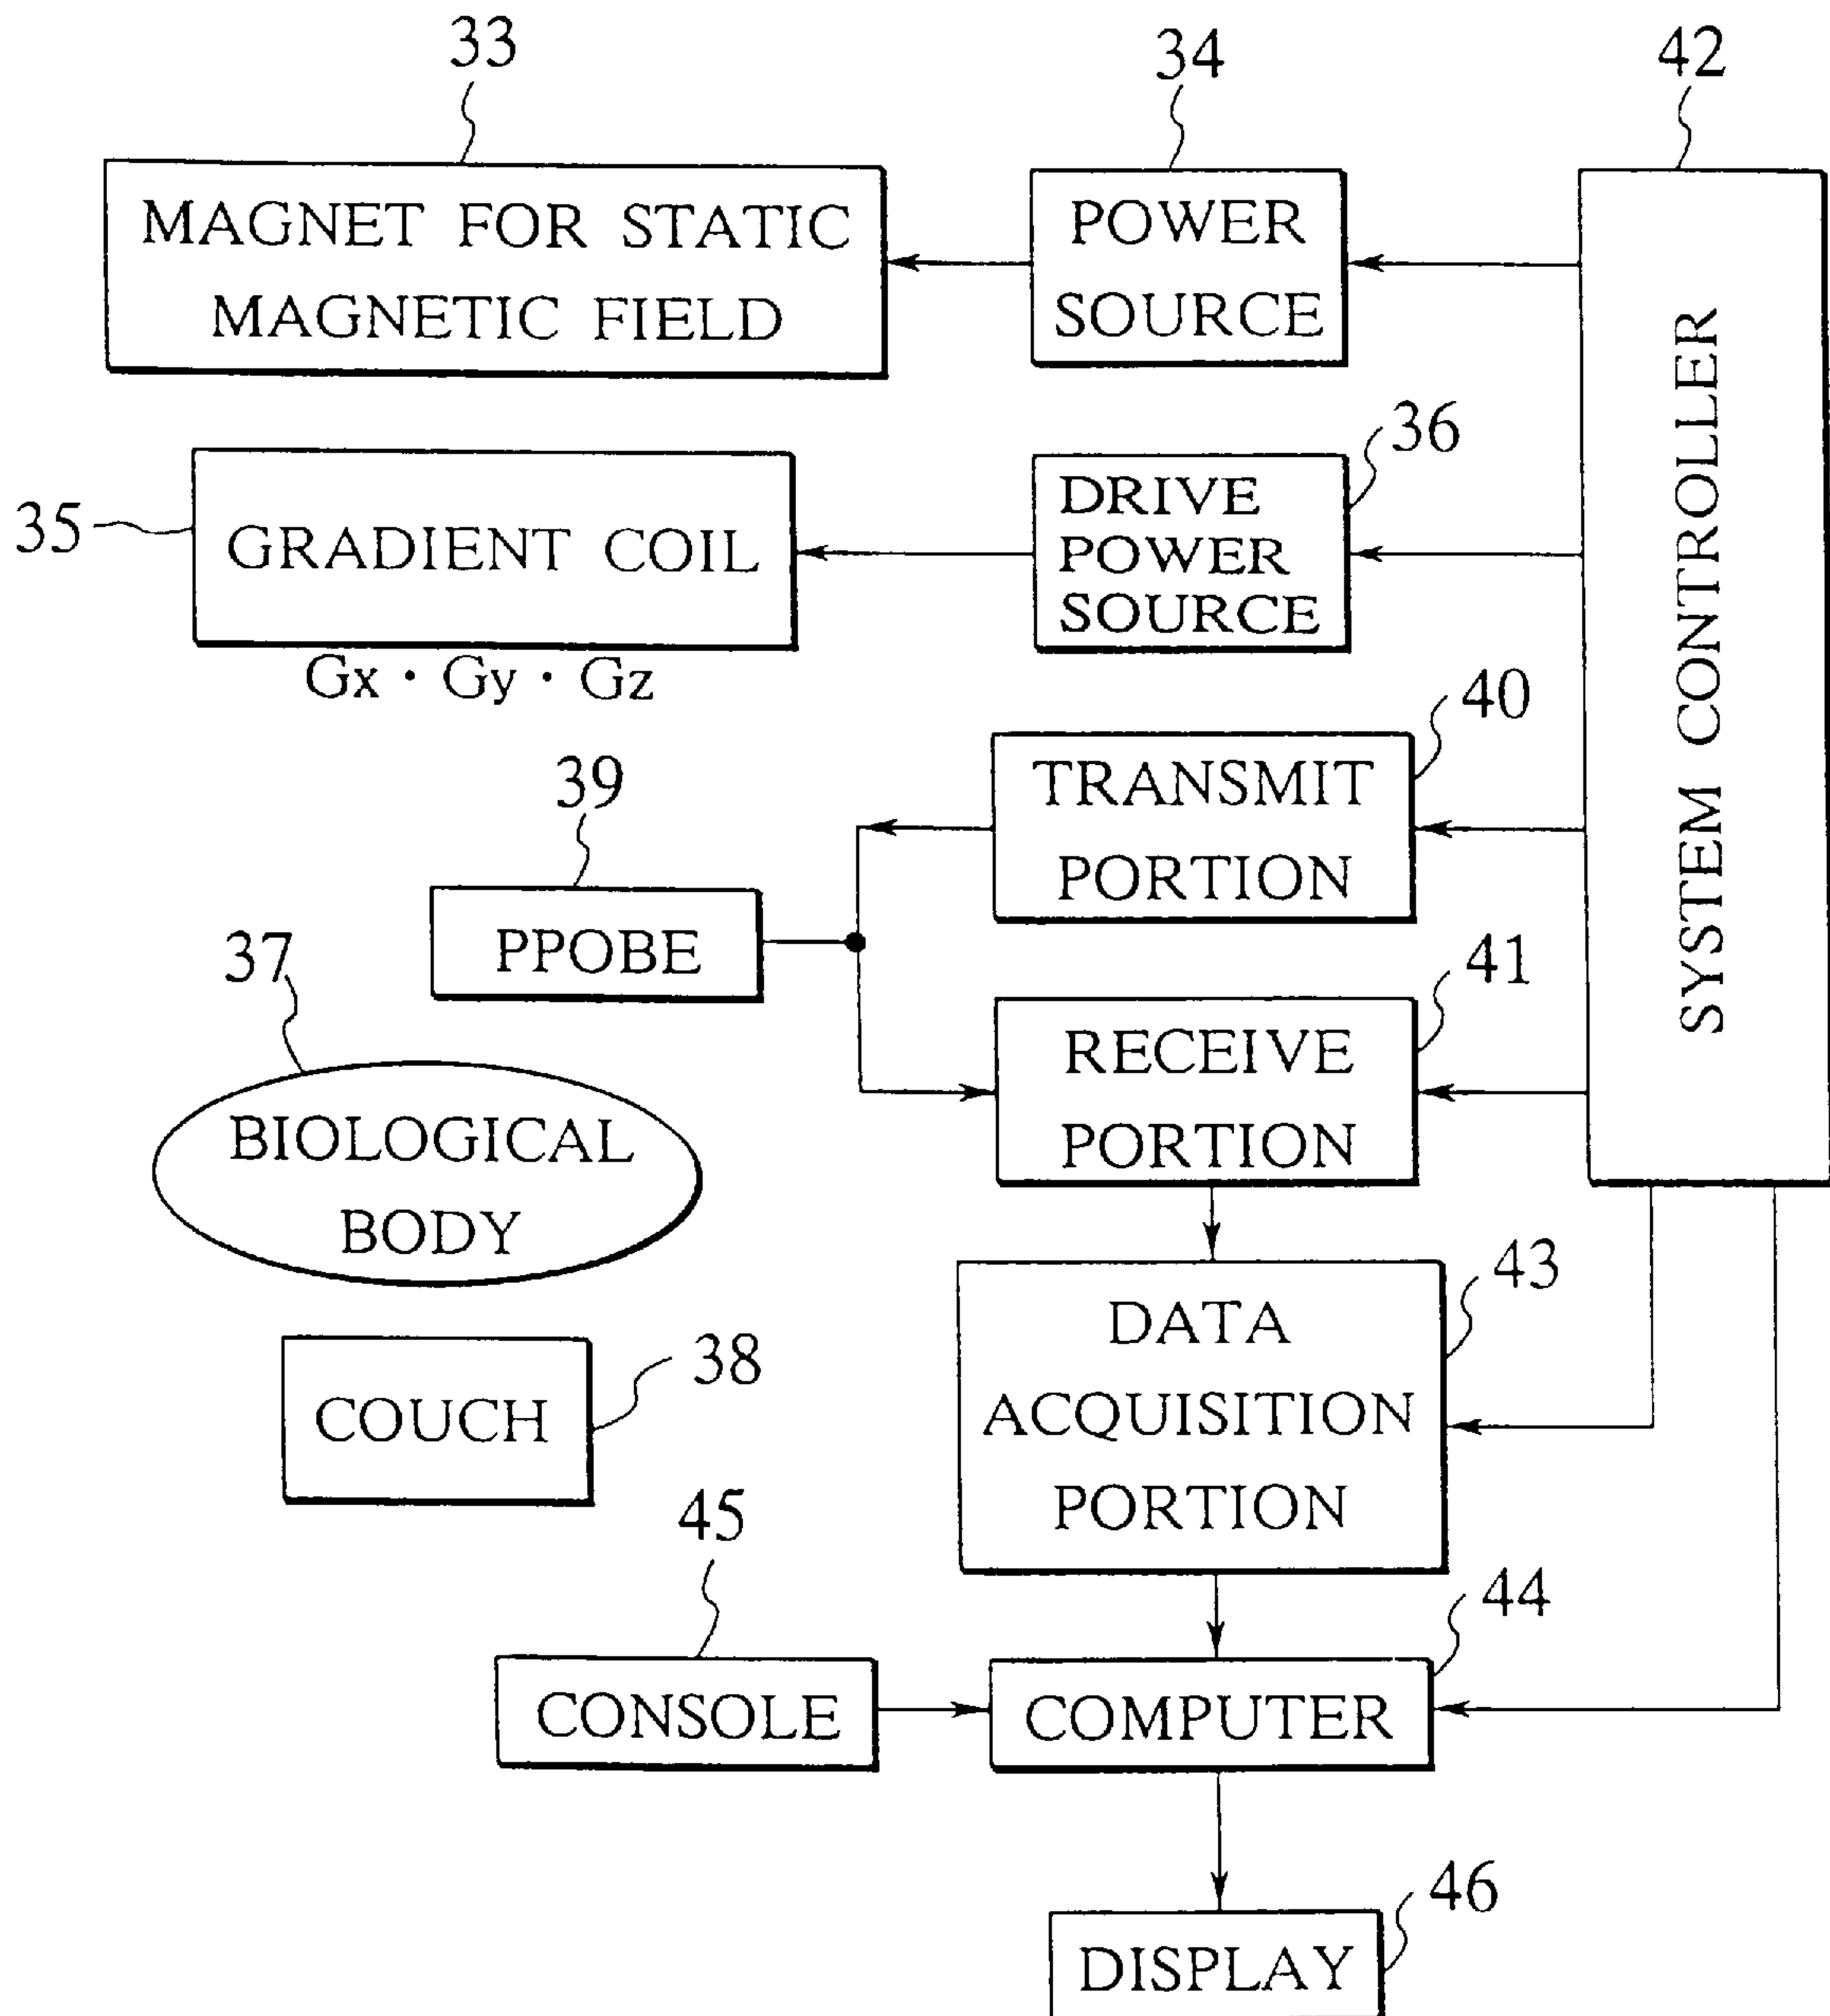 33
34
42
MAGNET FOR STATIC
MAGNETIC FIELD
POWER
SOURCE
SYSTEM CONTROLLER
36
35
GRADIENT COIL
DRIVE
POWER
SOURCE
Gx · Gy · Gz
40
39
TRANSMIT
PORTION
PPOBE
37
41
RECEIVE
PORTION
BIOLOGICAL
BODY
43
38
COUCH
DATA
ACQUISITION
PORTION
45
44
CONSOLE
COMPUTER
46
DISPLAY